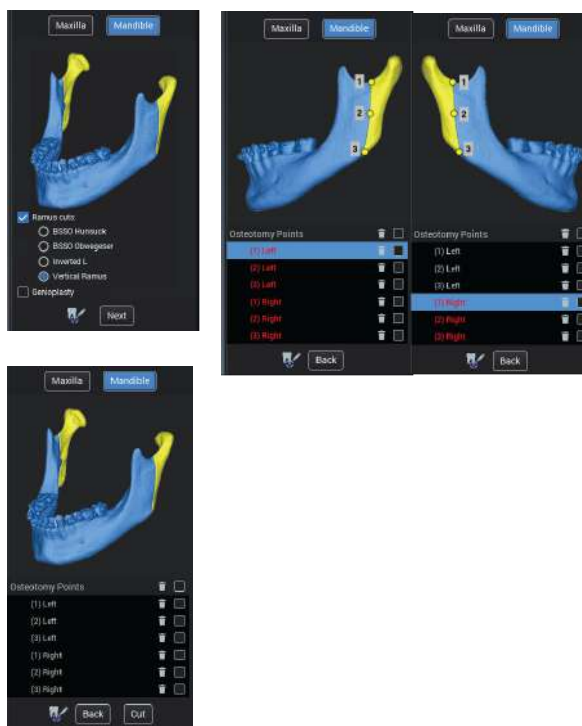 Maxilla Mandible
Ramus cuts
BSSO Hunsuck
BSSO Obwegeser
Inverted L
Vertical Ramus
Genioplasty
Next
Maxilla Mandible
1
2
3
Osteotomy Points
(1) Left
(2) Left
(3) Left
(1) Right
(2) Right
(3) Right
Back
Maxilla Mandible
1
2
3
Osteotomy Points
(1) Left
(2) Left
(3) Left
(1) Right
(2) Right
(3) Right
Back
Maxilla Mandible
Osteotomy Points
(1) Left
(2) Left
(3) Left
(1) Right
(2) Right
(3) Right
Back Cut